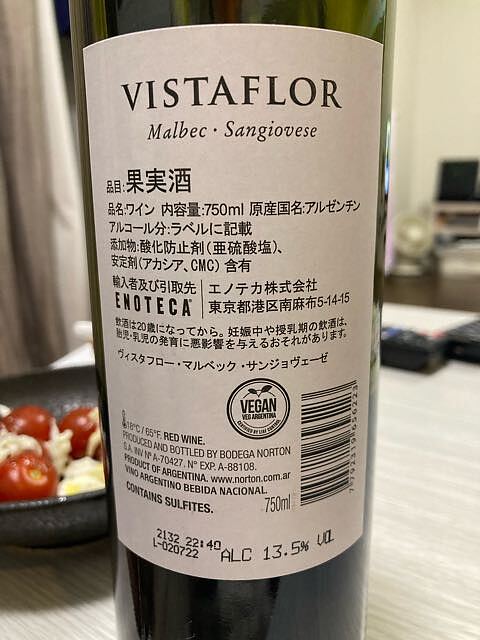 VISTAFLOR
Malbec · Sangiovese
品目:果実酒
品名:ワイン 内容量:750ml 原産国名:アルゼンチン
アルコール分:ラベルに記載
添加物:酸化防止剤(亜硫酸塩)、
安定剤(アカシア、CMC) 含有
輸入者及び引取先 エノテカ株式会社
ENOTECA 東京都港区南麻布5-14-15
飲酒は20歳になってから。妊娠中や授乳期の飲酒は、
胎児・乳児の発育に悪影響を与えるおそれがあります。
ヴィスタフロー・マルベック・サンジョヴェーゼ
VEGAN
VEG ARGENTINA
18°C / 65°F. RED WINE.
PRODUCED AND BOTTLED BY BODEGA NORTON
S.A. INV N° A-70427. N° EXP. A-88108.
PRODUCT OF ARGENTINA. www.norton.com.ar
VINO ARGENTINO BEBIDA NACIONAL.
CONTAINS SULFITES.
750ml
2132 22:40
L-020722 ALC 13.5% VOL